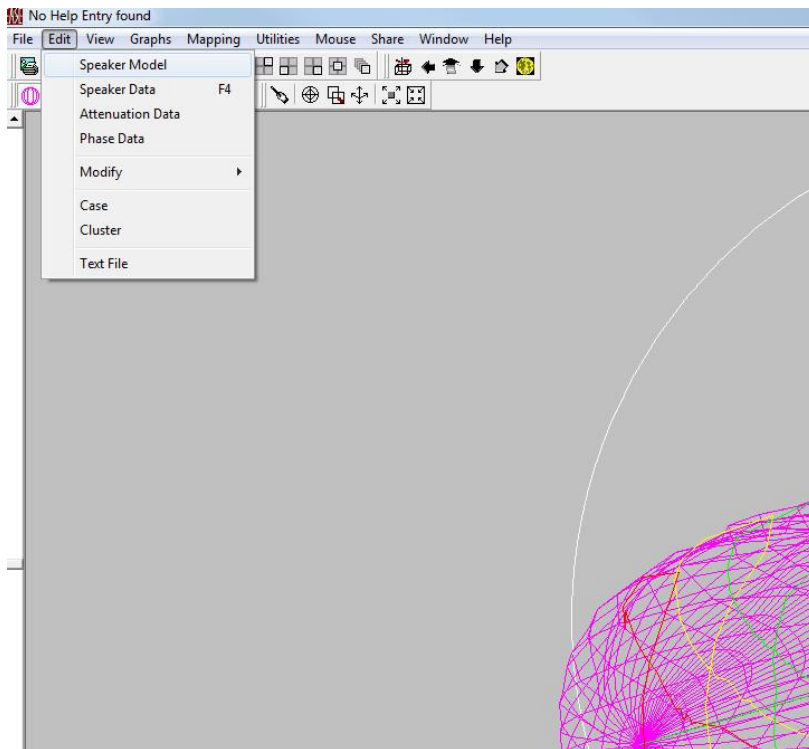 No Help Entry found
File Edit View Graphs Mapping Utilities Mouse Share Window Help
Speaker Model
Speaker Data F4
Attenuation Data
Phase Data
Modify
Case
Cluster
Text File